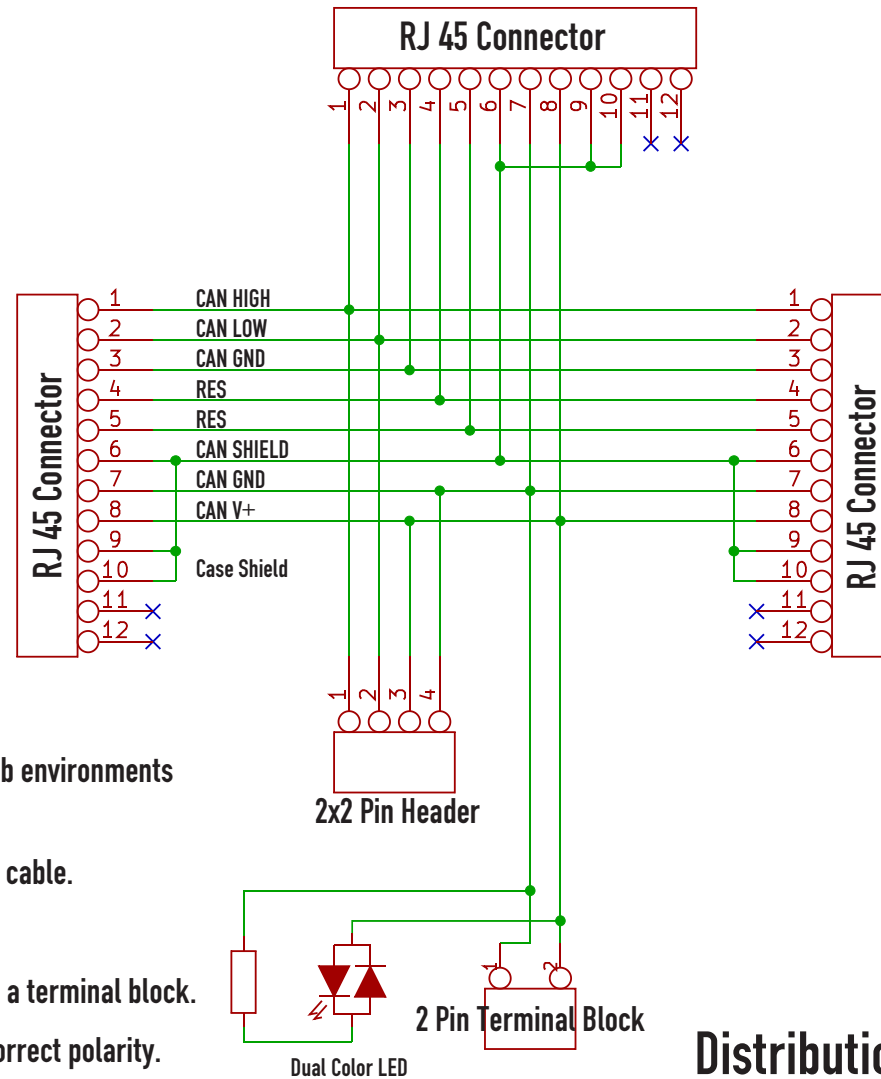 RJ 45 Connector
1 2 3 4 5 6 7 8 9 10 11 12
RJ 45 Connector
1 CAN HIGH 1
2 CAN LOW 2
3 CAN GND 3
4 RES 4
5 RES 5
6 CAN SHIELD 6
7 CAN GND 7
8 CAN V+ 8
9 9
10 Case Shield 10
11 11
12 12
RJ 45 Connector
1 2 3 4
2x2 Pin Header
b environments
cable.
a terminal block.
orrect polarity.
1 2
2 Pin Terminal Block
Dual Color LED
Distributio